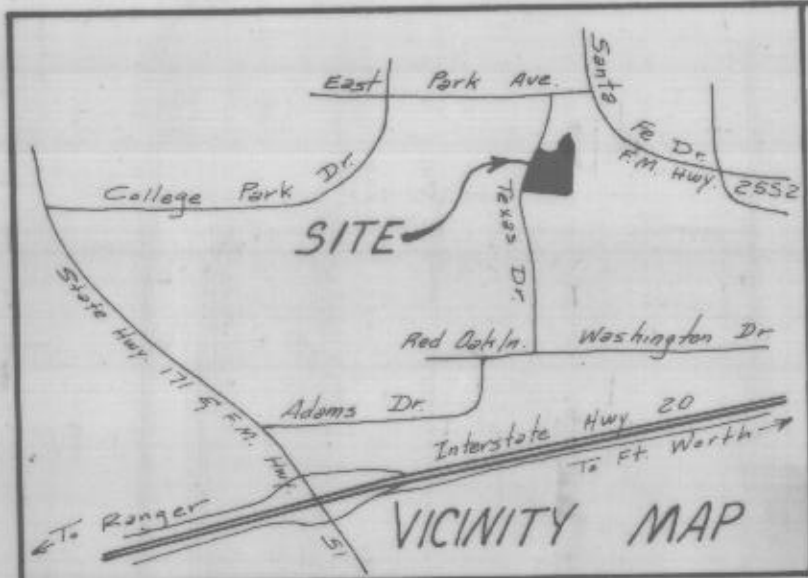 East Park Ave.
Santa Fe Dr.
F.M. Hwy. 2552
College Park Dr.
SITE
Texas Dr.
State Hwy. 171 & F.M. Hwy. 51
Red Oak ln.
Washington Dr
Adams Dr.
Interstate Hwy. 20
To Ft. Worth
To Ranger
VICINITY MAP